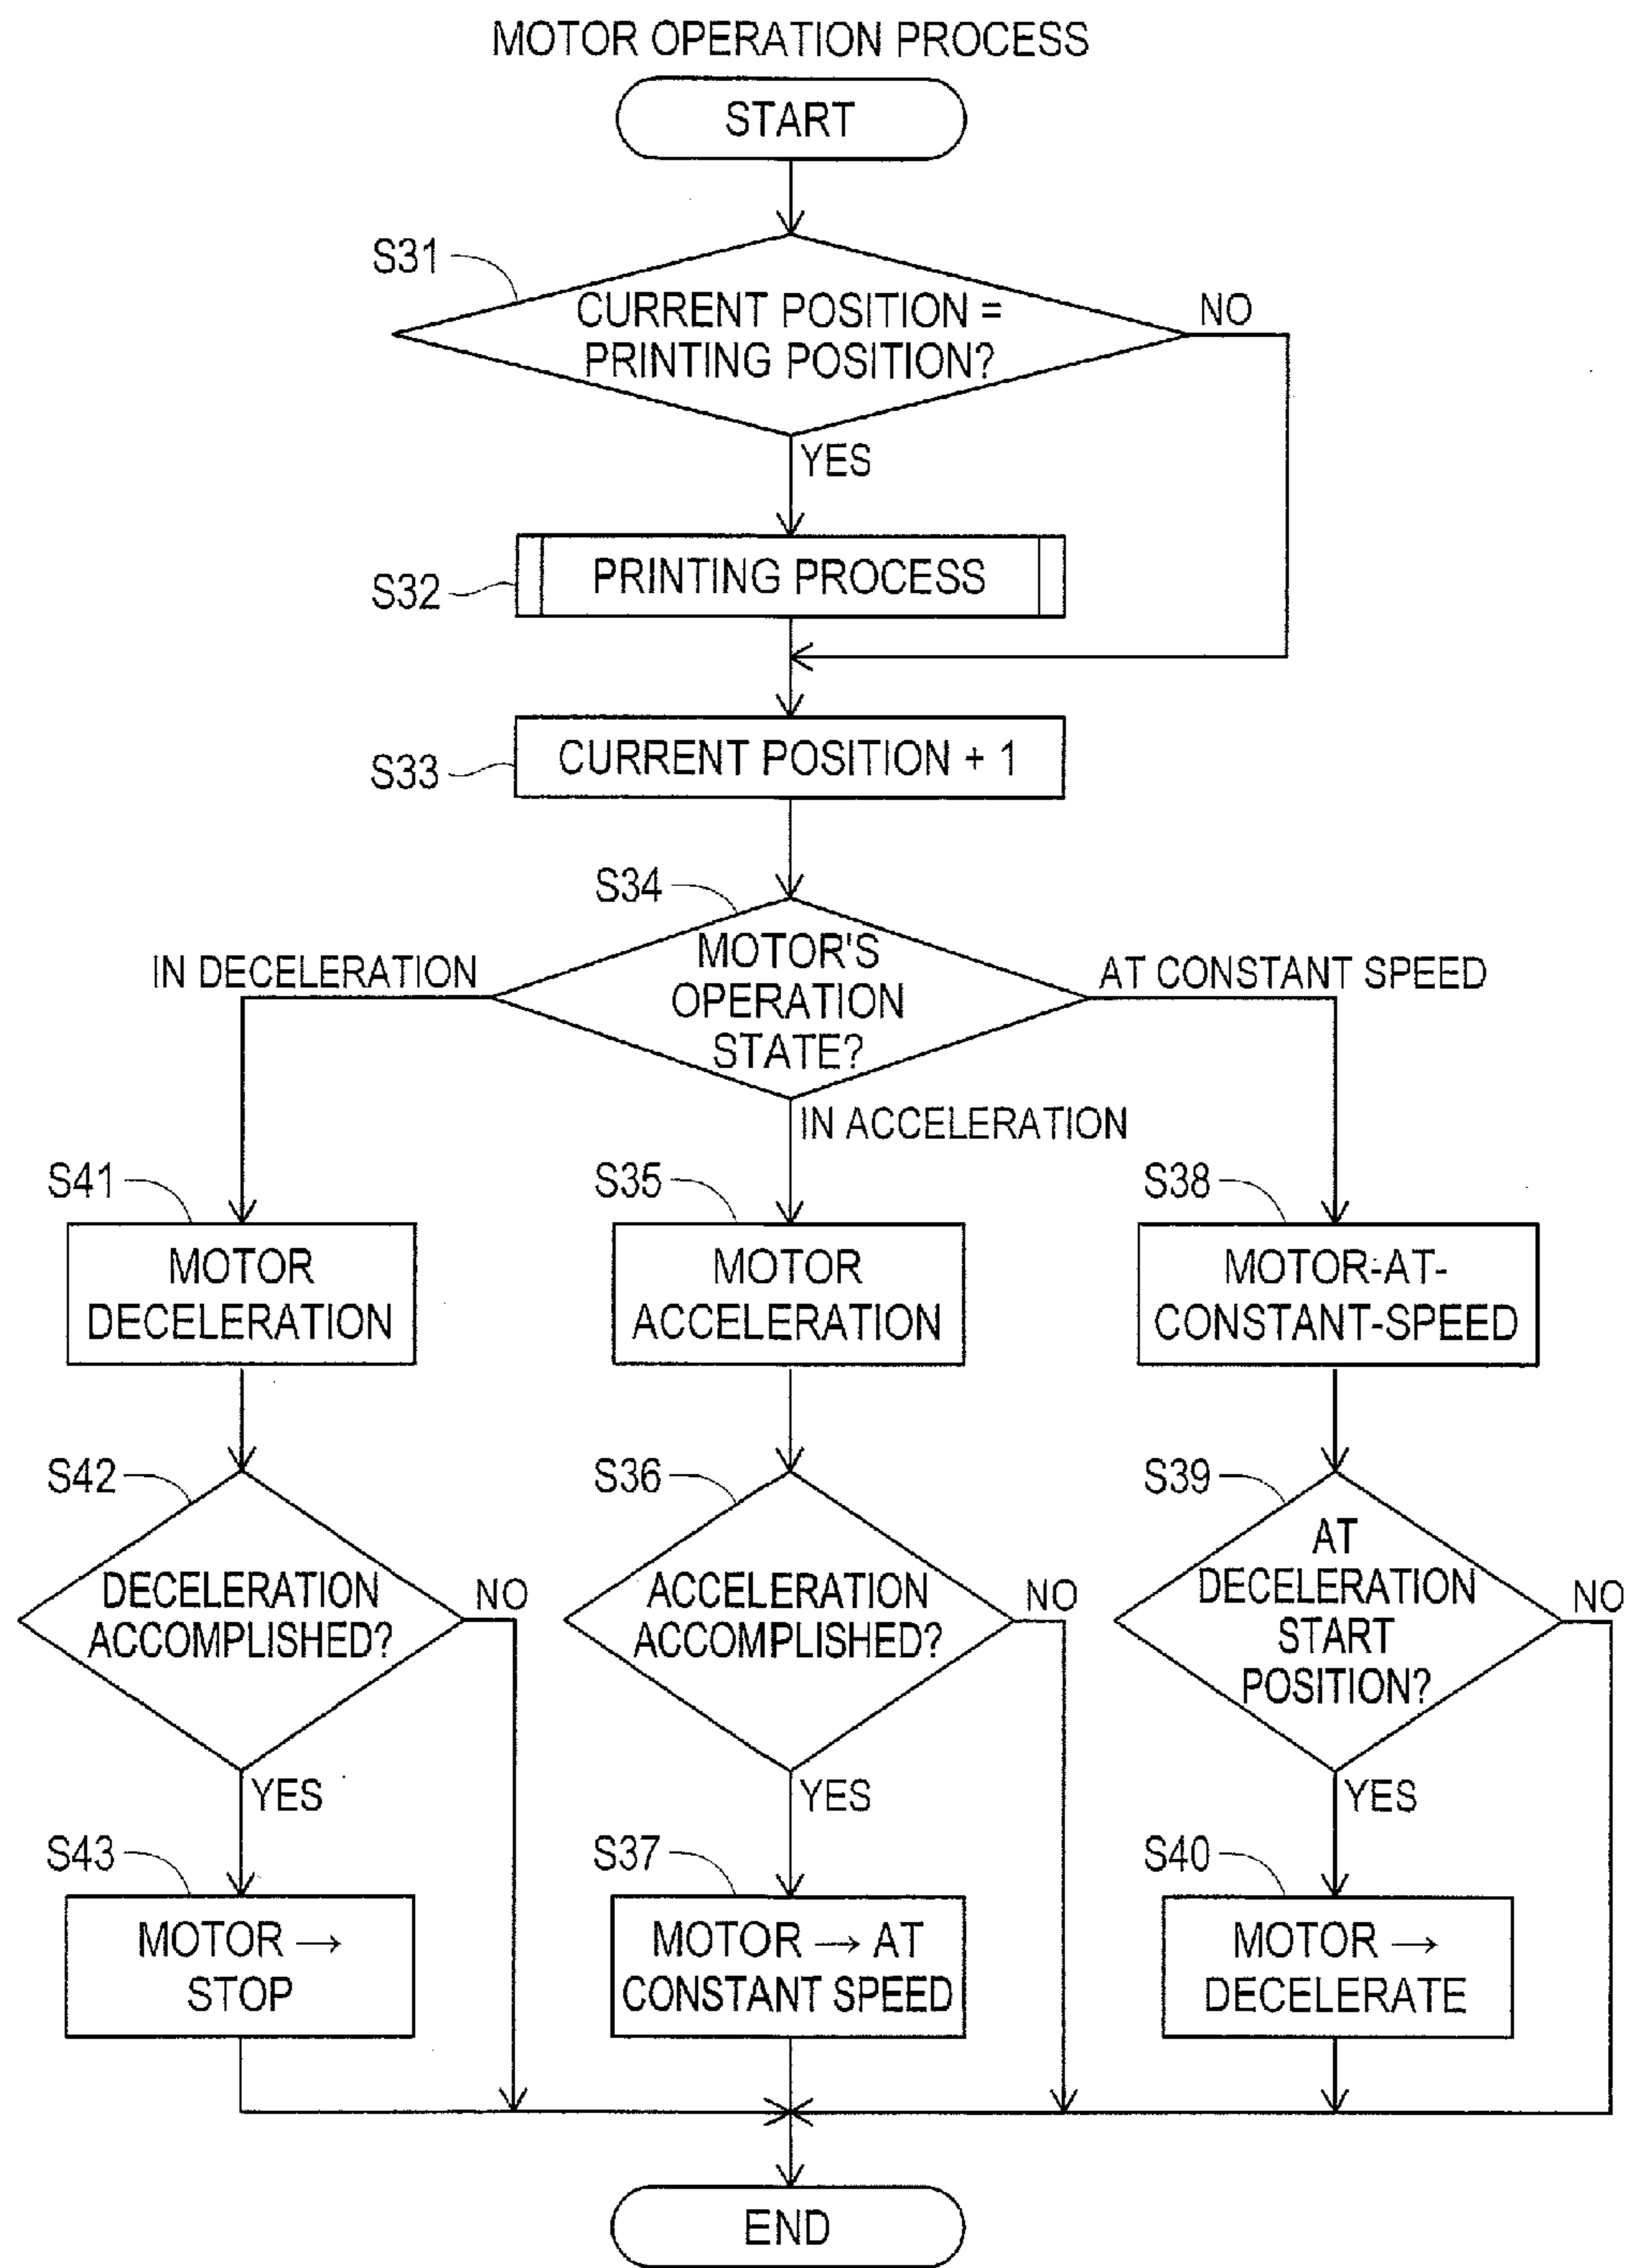 MOTOR OPERATION PROCESS
START
S31
CURRENT POSITION =
PRINTING POSITION?
NO
YES
S32
PRINTING PROCESS
S33
CURRENT POSITION + 1
S34
MOTOR'S
OPERATION
STATE?
IN DECELERATION
AT CONSTANT SPEED
IN ACCELERATION
S41
MOTOR
DECELERATION
S35
MOTOR
ACCELERATION
S38
MOTOR-AT-
CONSTANT-SPEED
S42
DECELERATION
ACCOMPLISHED?
NO
YES
S36
ACCELERATION
ACCOMPLISHED?
NO
YES
S39
AT
DECELERATION
START
POSITION?
NO
YES
S43
MOTOR →
STOP
S37
MOTOR → AT
CONSTANT SPEED
S40
MOTOR →
DECELERATE
END